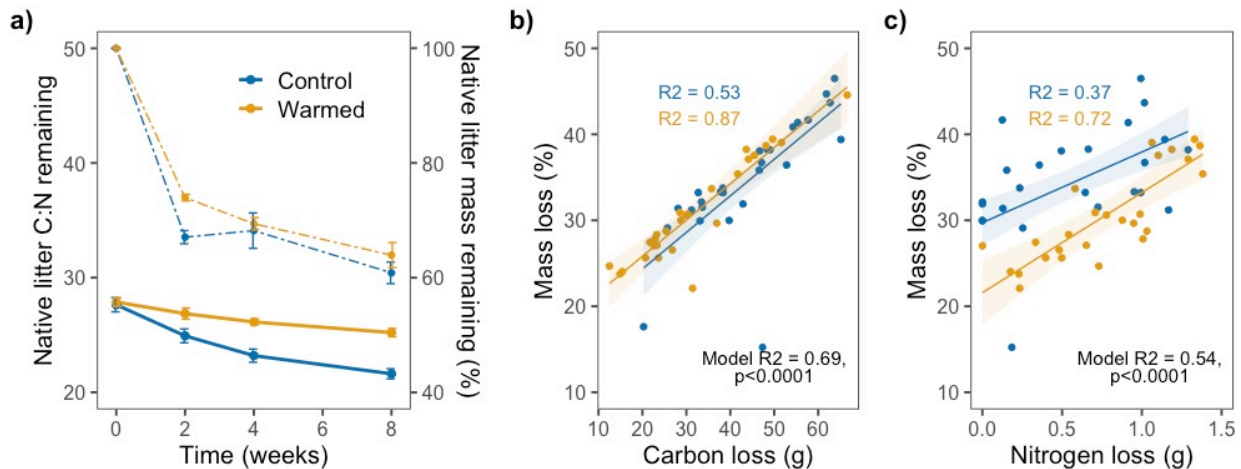 a)
50
40
30
20
Native litter C:N remaining
100
80
60
40
Native litter mass remaining (%)
Control
Warmed
0
2
4
6
8
Time (weeks)
b)
50
40
30
20
10
Mass loss (%)
R2 = 0.53
R2 = 0.87
Model R2 = 0.69,
p<0.0001
10
20
30
40
50
60
Carbon loss (g)
c)
50
40
30
20
10
Mass loss (%)
R2 = 0.37
R2 = 0.72
Model R2 = 0.54,
p<0.0001
0.0
0.5
1.0
1.5
Nitrogen loss (g)